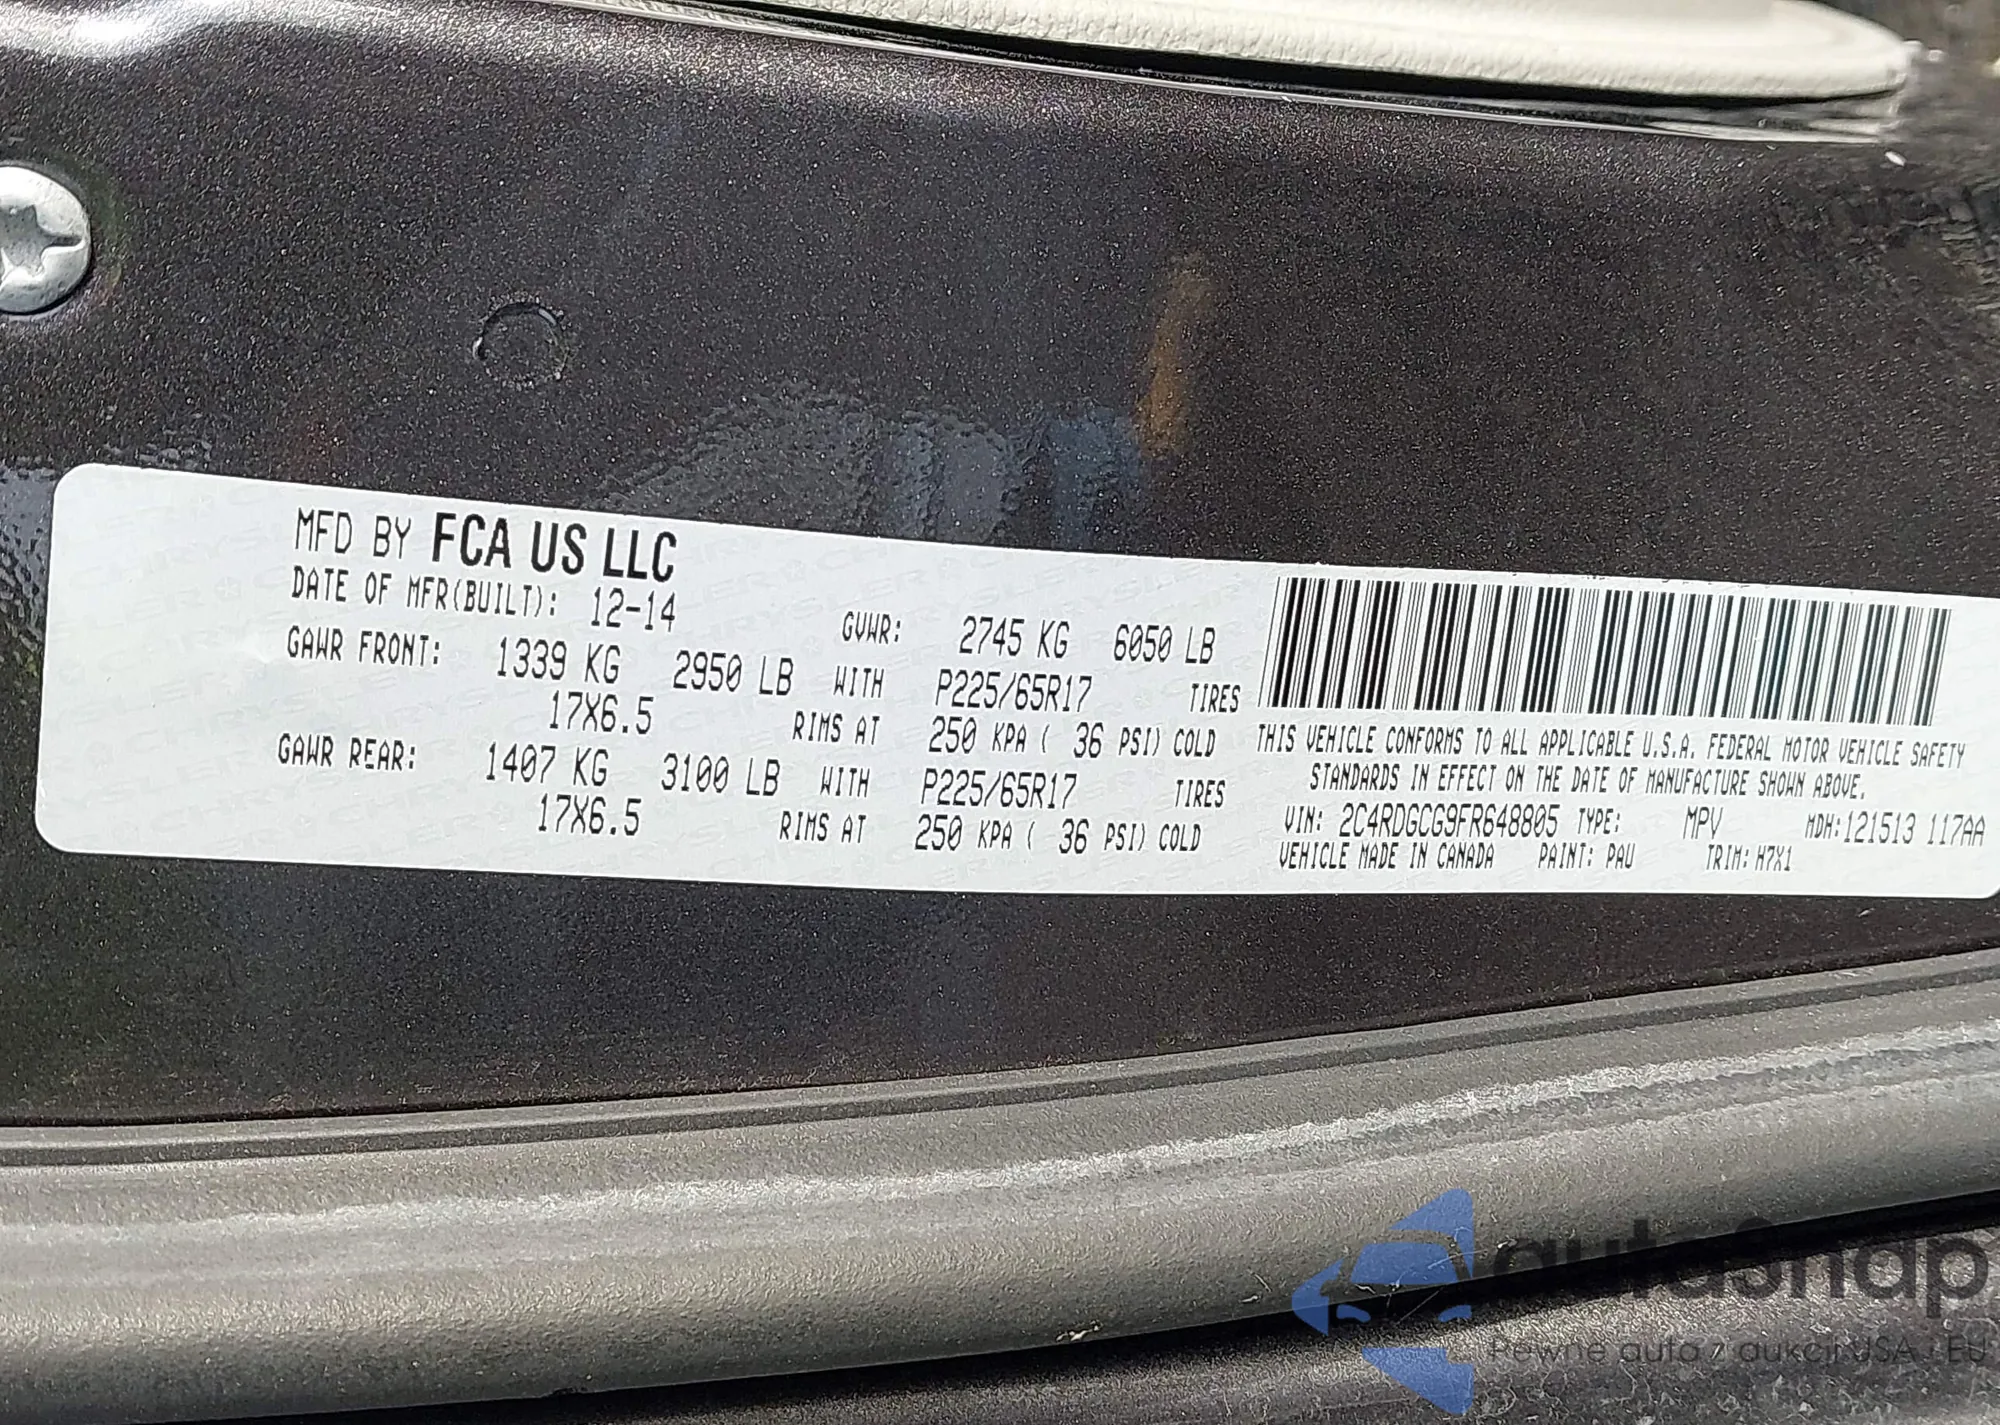 MFD BY FCA US LLC
DATE OF MFR(BUILT): 12-14 GVWR: 2745 KG 6050 LB
GAWR FRONT: 1339 KG 2950 LB WITH P225/65R17 TIRES
17X6.5 RIMS AT 250 KPA ( 36 PSI) COLD
GAWR REAR: 1407 KG 3100 LB WITH P225/65R17 TIRES
17X6.5 RIMS AT 250 KPA ( 36 PSI) COLD
THIS VEHICLE CONFORMS TO ALL APPLICABLE U.S.A. FEDERAL MOTOR VEHICLE SAFETY
STANDARDS IN EFFECT ON THE DATE OF MANUFACTURE SHOWN ABOVE.
VIN: 2C4RDGCG9FR648805 TYPE: MPV MDH:121513 117AA
VEHICLE MADE IN CANADA PAINT: PAU TRIM: H7X1
autoSnap
Pewne auto z aukcji USA i EU